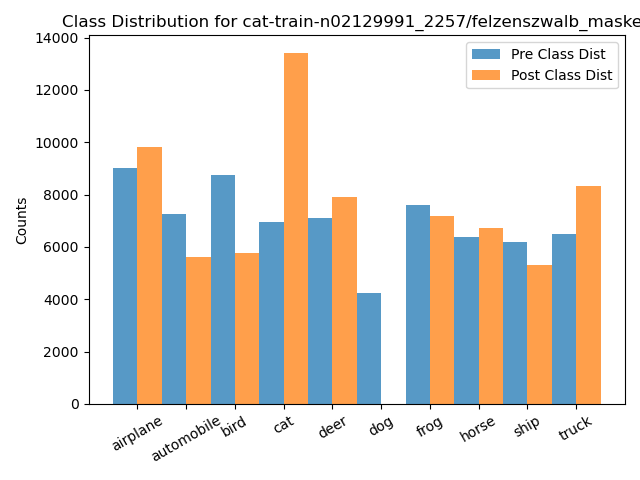 Class Distribution for cat-train-n02129991_2257/felzenszwalb_maske
Pre Class Dist
Post Class Dist
Counts
14000
12000
10000
8000
6000
4000
2000
0
airplane
automobile
bird
cat
deer
dog
frog
horse
ship
truck